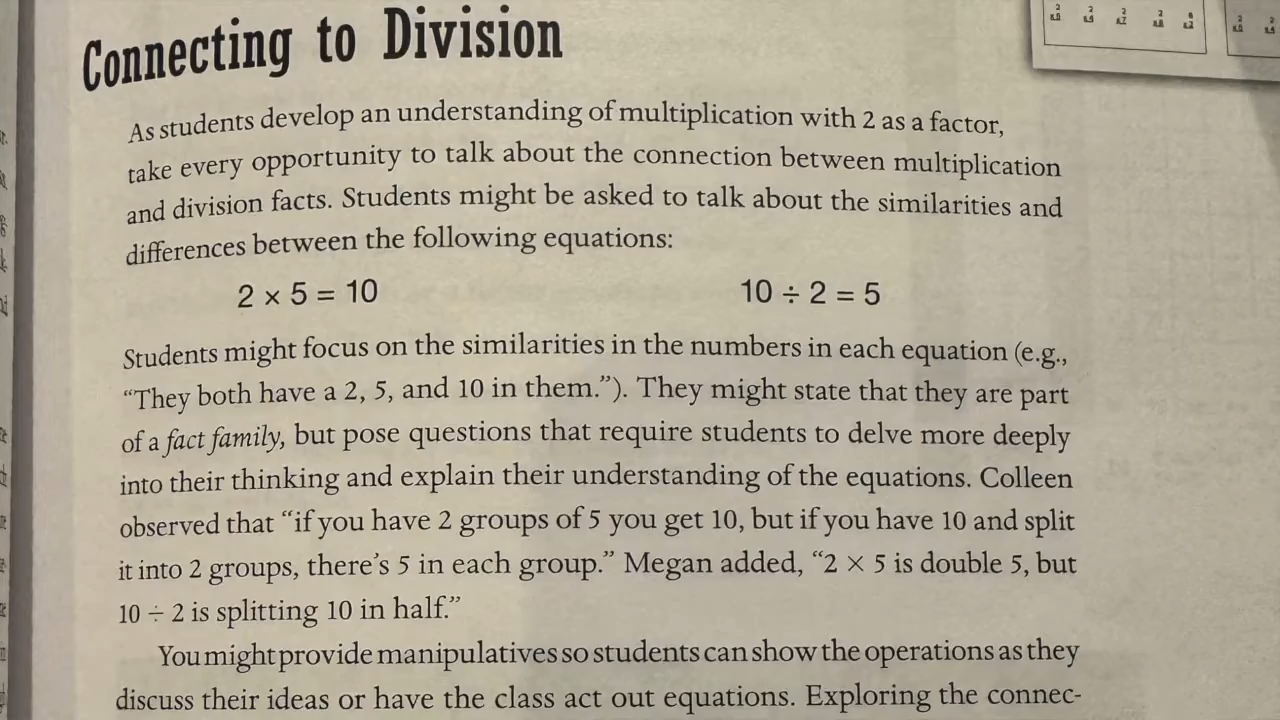 Connecting to Division
As students develop an understanding of multiplication with 2 as a factor,
take every opportunity to talk about the connection between multiplication
and division facts. Students might be asked to talk about the similarities and
differences between the following equations:
2 × 5 = 10 10 ÷ 2 = 5
Students might focus on the similarities in the numbers in each equation (e.g.,
“They both have a 2, 5, and 10 in them.”). They might state that they are part
of a fact family, but pose questions that require students to delve more deeply
into their thinking and explain their understanding of the equations. Colleen
observed that “if you have 2 groups of 5 you get 10, but if you have 10 and split
it into 2 groups, there’s 5 in each group.” Megan added, “2 × 5 is double 5, but
10 ÷ 2 is splitting 10 in half.”
You might provide manipulatives so students can show the operations as they
discuss their ideas or have the class act out equations. Exploring the connec-